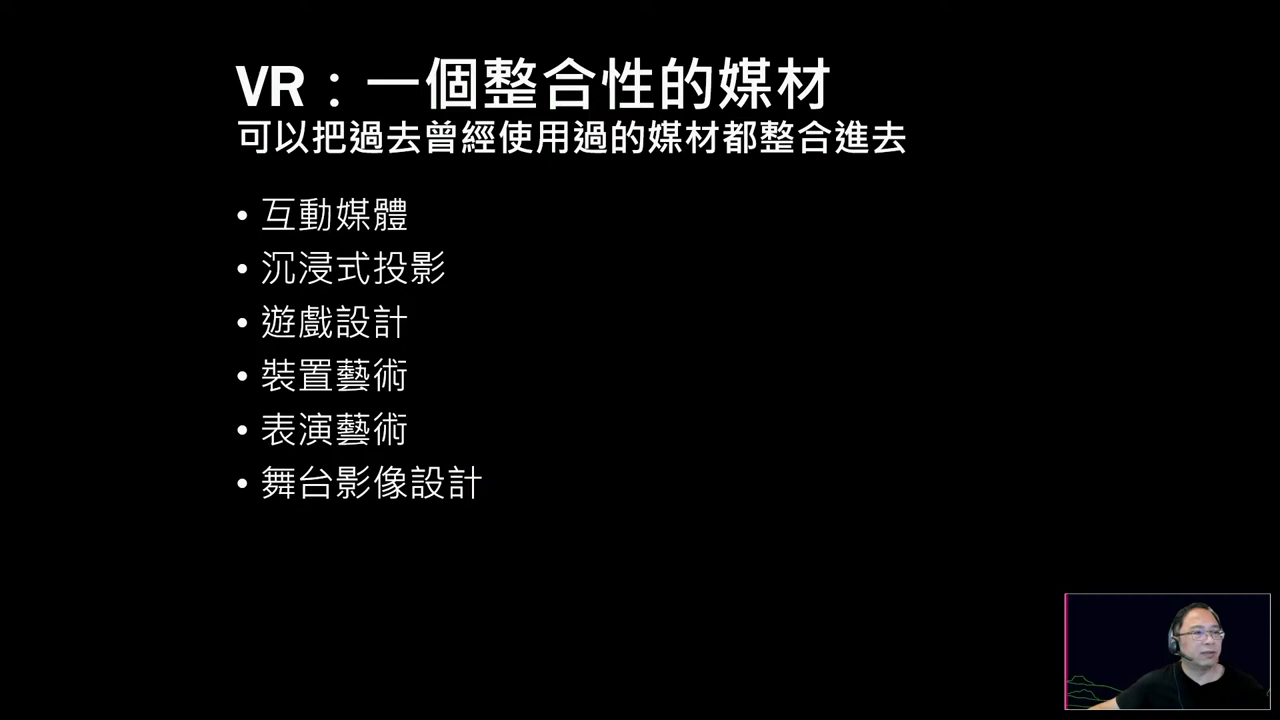 VR：一個整合性的媒材
可以把過去曾經使用過的媒材都整合進去
• 互動媒體
• 沉浸式投影
• 遊戲設計
• 裝置藝術
• 表演藝術
• 舞台影像設計